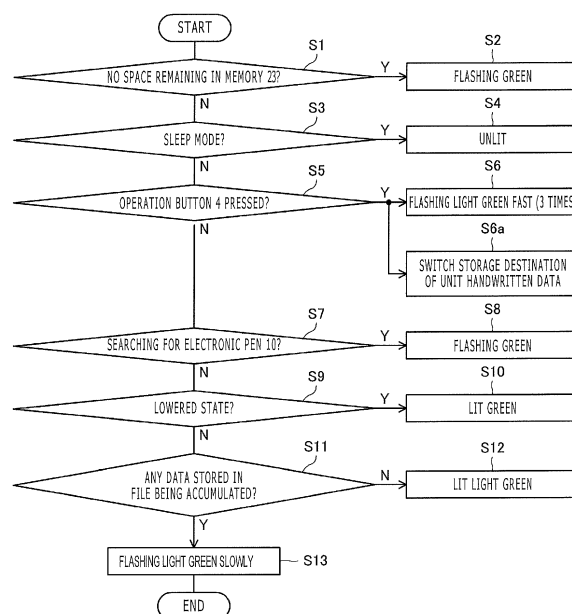 START
S1
NO SPACE REMAINING IN MEMORY 23?
Y
S2
FLASHING GREEN
N
S3
SLEEP MODE?
Y
S4
UNLIT
N
S5
OPERATION BUTTON 4 PRESSED?
Y
S6
FLASHING LIGHT GREEN FAST (3 TIMES
N
S6a
SWITCH STORAGE DESTINATION
OF UNIT HANDWRITTEN DATA
S7
SEARCHING FOR ELECTRONIC PEN 10?
Y
S8
FLASHING GREEN
N
S9
LOWERED STATE?
Y
S10
LIT GREEN
N
S11
ANY DATA STORED IN
FILE BEING ACCUMULATED?
N
S12
LIT LIGHT GREEN
Y
FLASHING LIGHT GREEN SLOWLY
S13
END